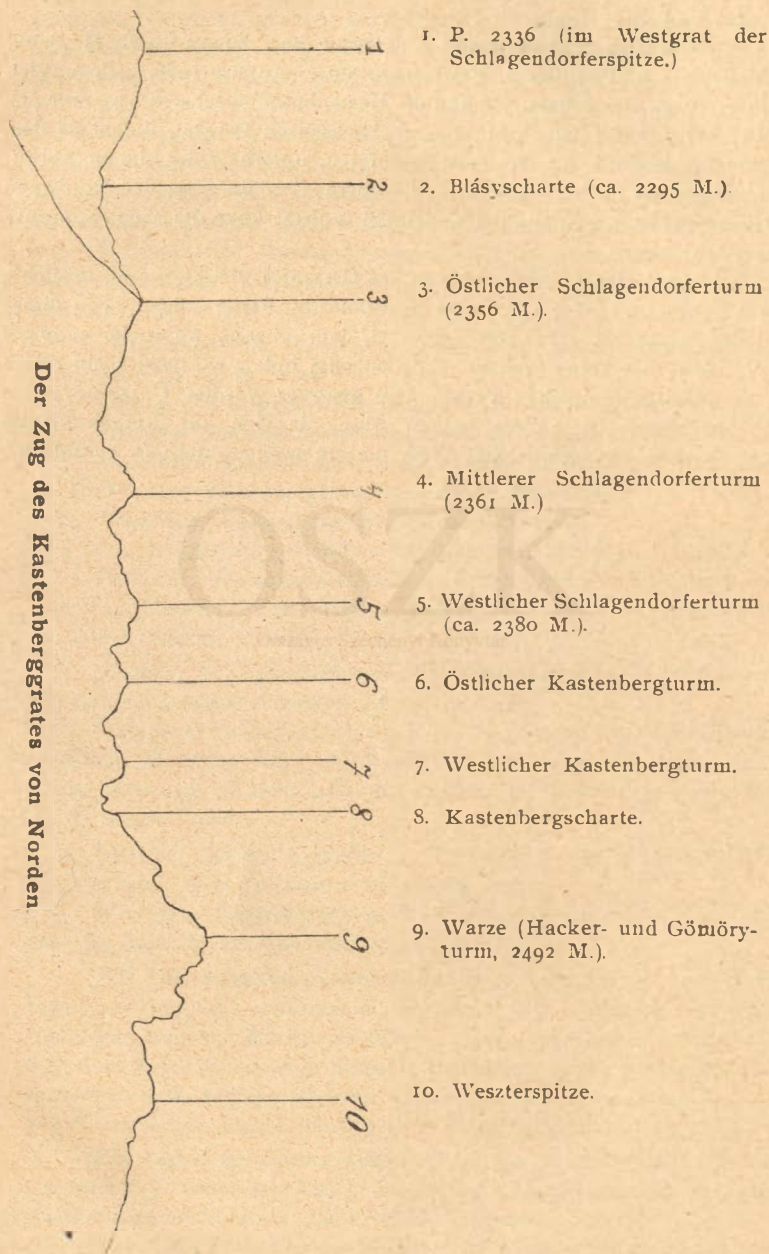 1. P. 2336 (im Westgrat der
Schlagendorferspitze.)
2. Blásyscharte (ca. 2295 M.).
3. Östlicher Schlagendorferturm
(2356 M.).
4. Mittlerer Schlagendorferturm
(2361 M.)
5. Westlicher Schlagendorferturm
(ca. 2380 M.).
6. Östlicher Kastenbergturm.
7. Westlicher Kastenbergturm.
8. Kastenbergscharte.
9. Warze (Hacker- und Gömöry-
turm, 2492 M.).
10. Weszterspitze.
1
2
3
4
5
6
7
8
9
10
Der Zug des Kastenberggrates von Norden
OSZK